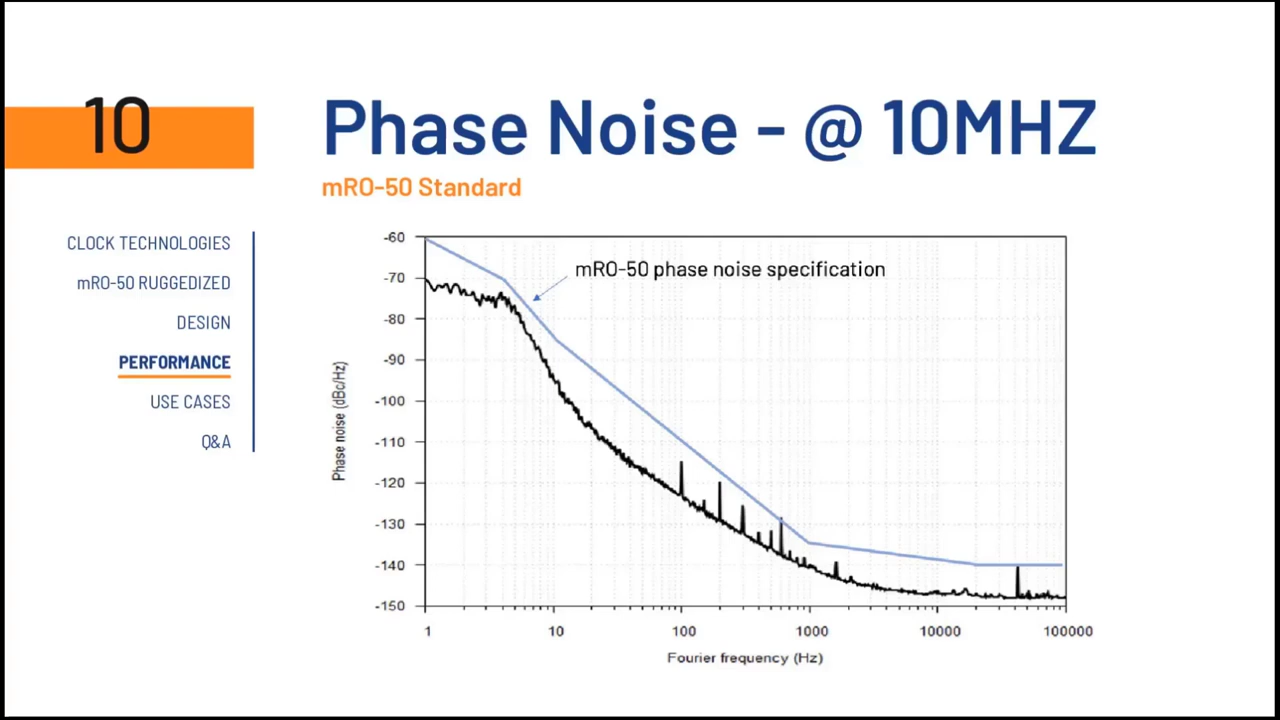 10
Phase Noise - @ 10MHZ
mRO-50 Standard
CLOCK TECHNOLOGIES
mRO-50 RUGGEDIZED
DESIGN
PERFORMANCE
USE CASES
Q&A
mRO-50 phase noise specification
Phase noise (dBc/Hz)
-60
-70
-80
-90
-100
-110
-120
-130
-140
-150
1 10 100 1000 10000 100000
Fourier frequency (Hz)